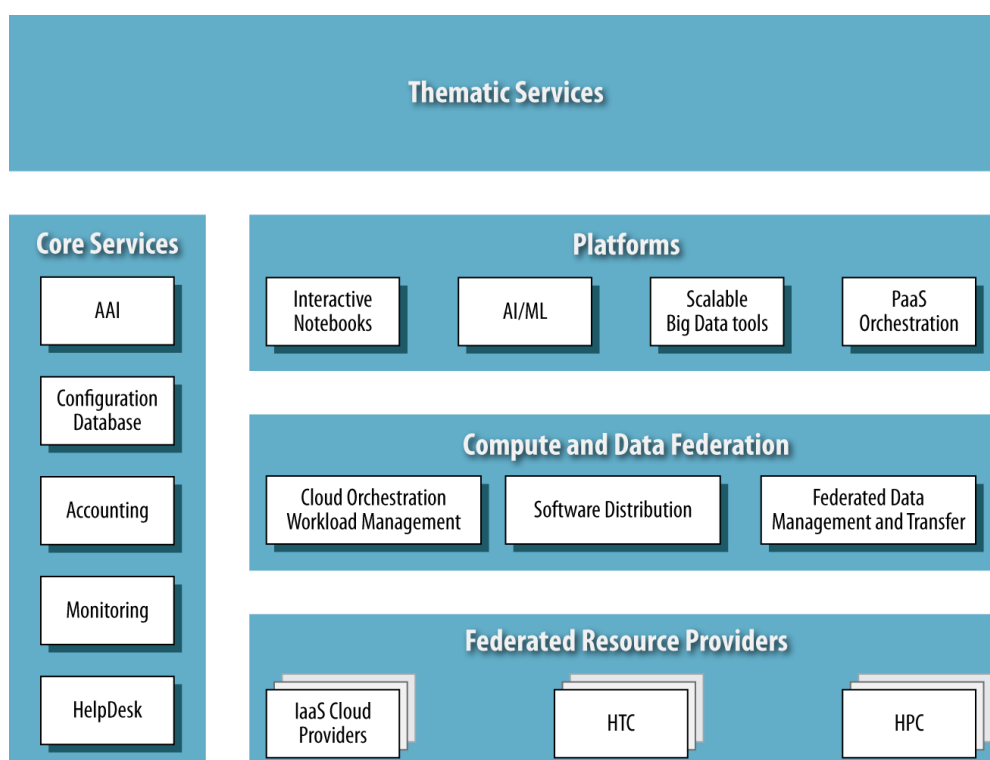 Thematic Services
Core Services
AAI
Configuration
Database
Accounting
Monitoring
HelpDesk
Platforms
Interactive
Notebooks
AI/ML
Scalable
Big Data tools
PaaS
Orchestration
Compute and Data Federation
Cloud Orchestration
Workload Management
Software Distribution
Federated Data
Management and Transfer
Federated Resource Providers
IaaS Cloud
Providers
HTC
HPC